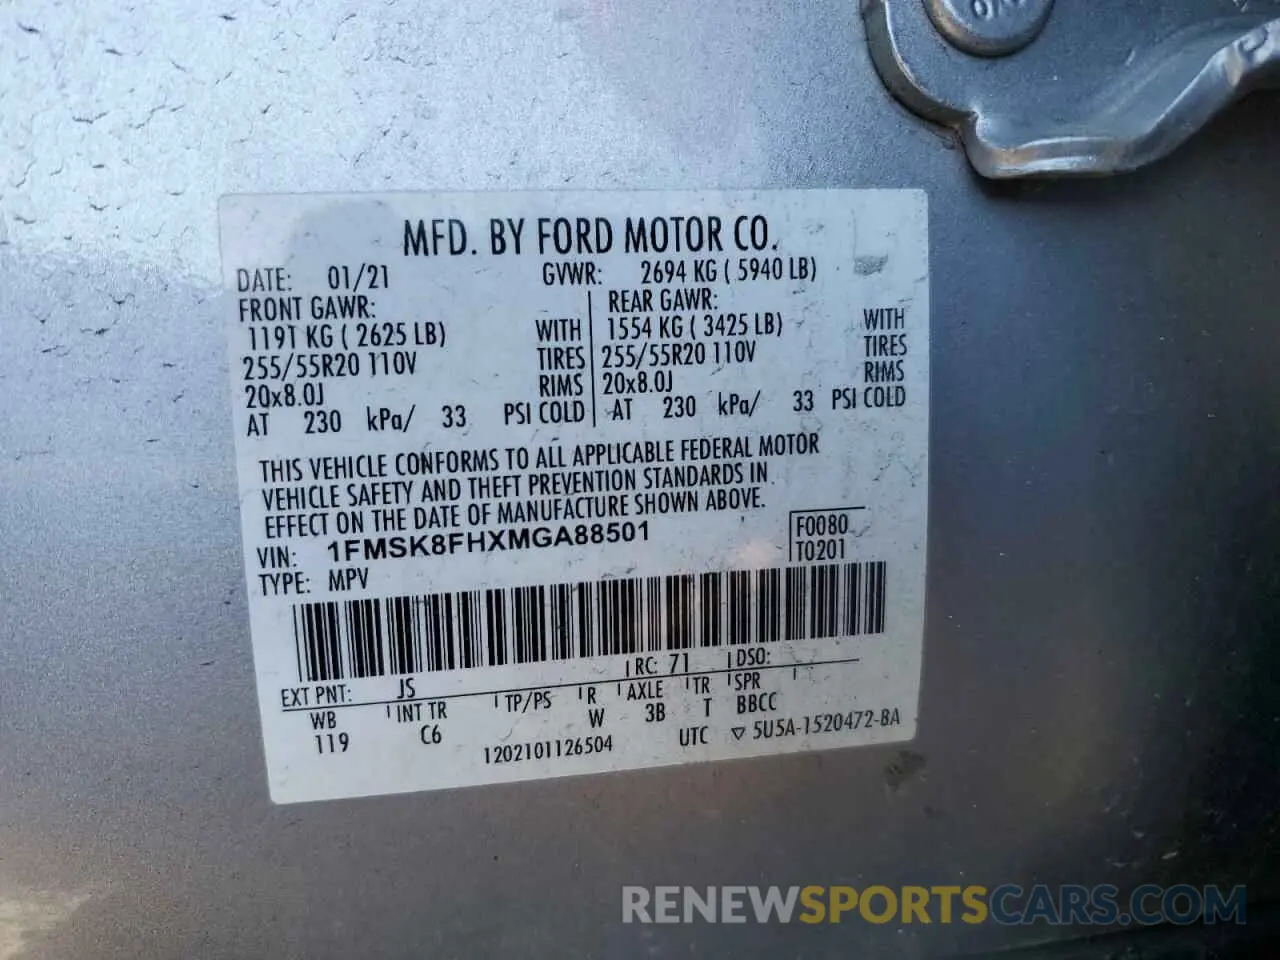 MFD. BY FORD MOTOR CO.
DATE: 01/21 GVWR: 2694 KG ( 5940 LB)
FRONT GAWR: REAR GAWR:
1191 KG ( 2625 LB) WITH 1554 KG ( 3425 LB) WITH
255/55R20 110V TIRES 255/55R20 110V TIRES
20x8.0J RIMS 20x8.0J RIMS
AT 230 kPa/ 33 PSI COLD AT 230 kPa/ 33 PSI COLD
THIS VEHICLE CONFORMS TO ALL APPLICABLE FEDERAL MOTOR
VEHICLE SAFETY AND THEFT PREVENTION STANDARDS IN
EFFECT ON THE DATE OF MANUFACTURE SHOWN ABOVE.
VIN: 1FMSK8FHXMGA88501 F0080
TYPE: MPV T0201
EXT PNT: JS RC: 71 DSO:
WB INT TR TP/PS R AXLE TR SPR
119 C6 W 3B T BBCC
1202101126504 UTC ▽ 5U5A-1520472-BA
RENEWSPORTSCARS.COM